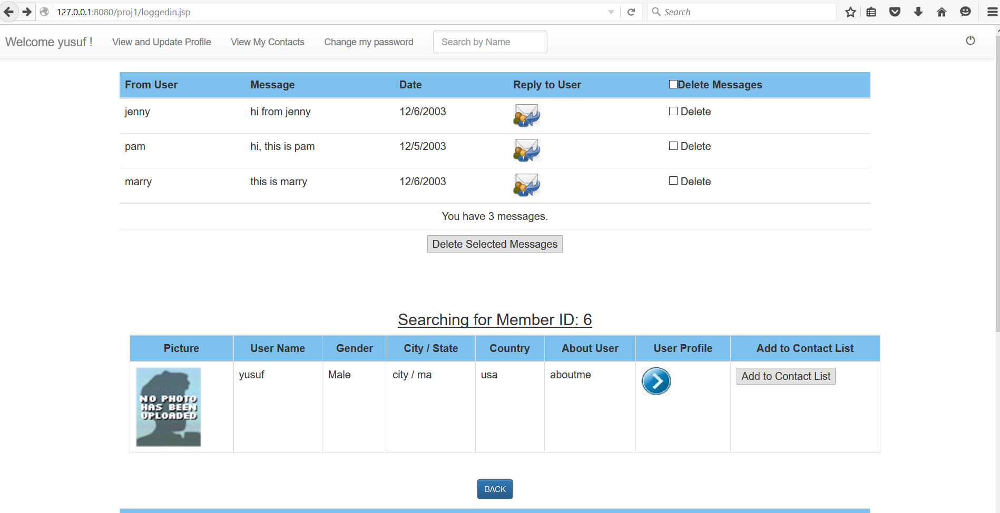 127.0.0.1:8080/proj1/loggedin.jsp Search
Welcome yusuf ! View and Update Profile View My Contacts Change my password Search by Name
From User Message Date Reply to User Delete Messages
jenny hi from jenny 12/6/2003 Delete
pam hi, this is pam 12/5/2003 Delete
marry this is marry 12/6/2003 Delete
You have 3 messages.
Delete Selected Messages
Searching for Member ID: 6
Picture User Name Gender City / State Country About User User Profile Add to Contact List
yusuf Male city / ma usa aboutme Add to Contact List
NO PHOTO
HAS BEEN
UPLOADED
BACK